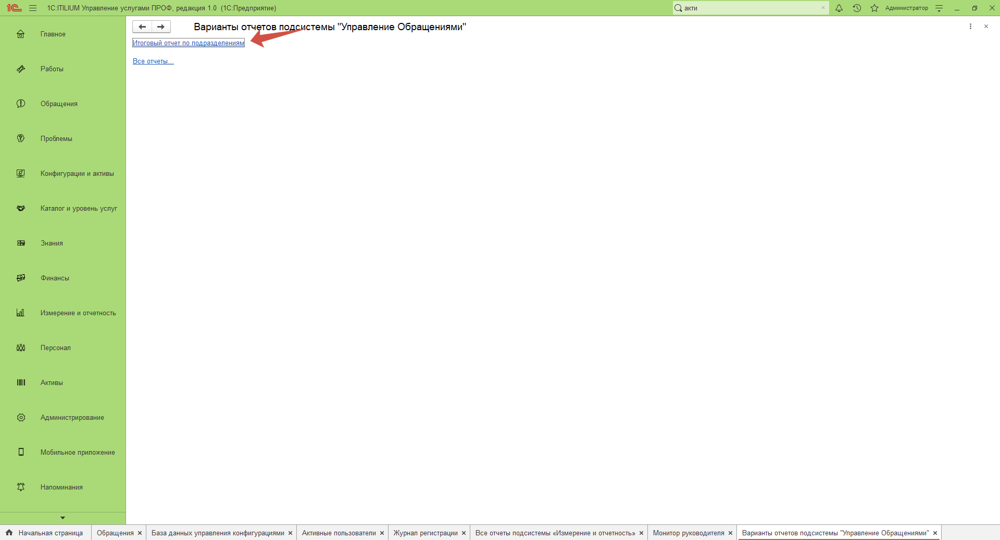 1С:ITILIUM Управление услугами ПРОФ, редакция 1.0 (1С:Предприятие)
акти
Администратор
Главное
Работы
Обращения
Проблемы
Конфигурации и активы
Каталог и уровень услуг
Знания
Финансы
Измерение и отчетность
Персонал
Активы
Администрирование
Мобильное приложение
Напоминания
Варианты отчетов подсистемы "Управление Обращениями"
Итоговый отчет по подразделениям
Все отчеты...
Начальная страница
Обращения
База данных управления конфигурациями
Активные пользователи
Журнал регистрации
Все отчеты подсистемы «Измерение и отчетность»
Монитор руководителя
Варианты отчетов подсистемы "Управление Обращениями"